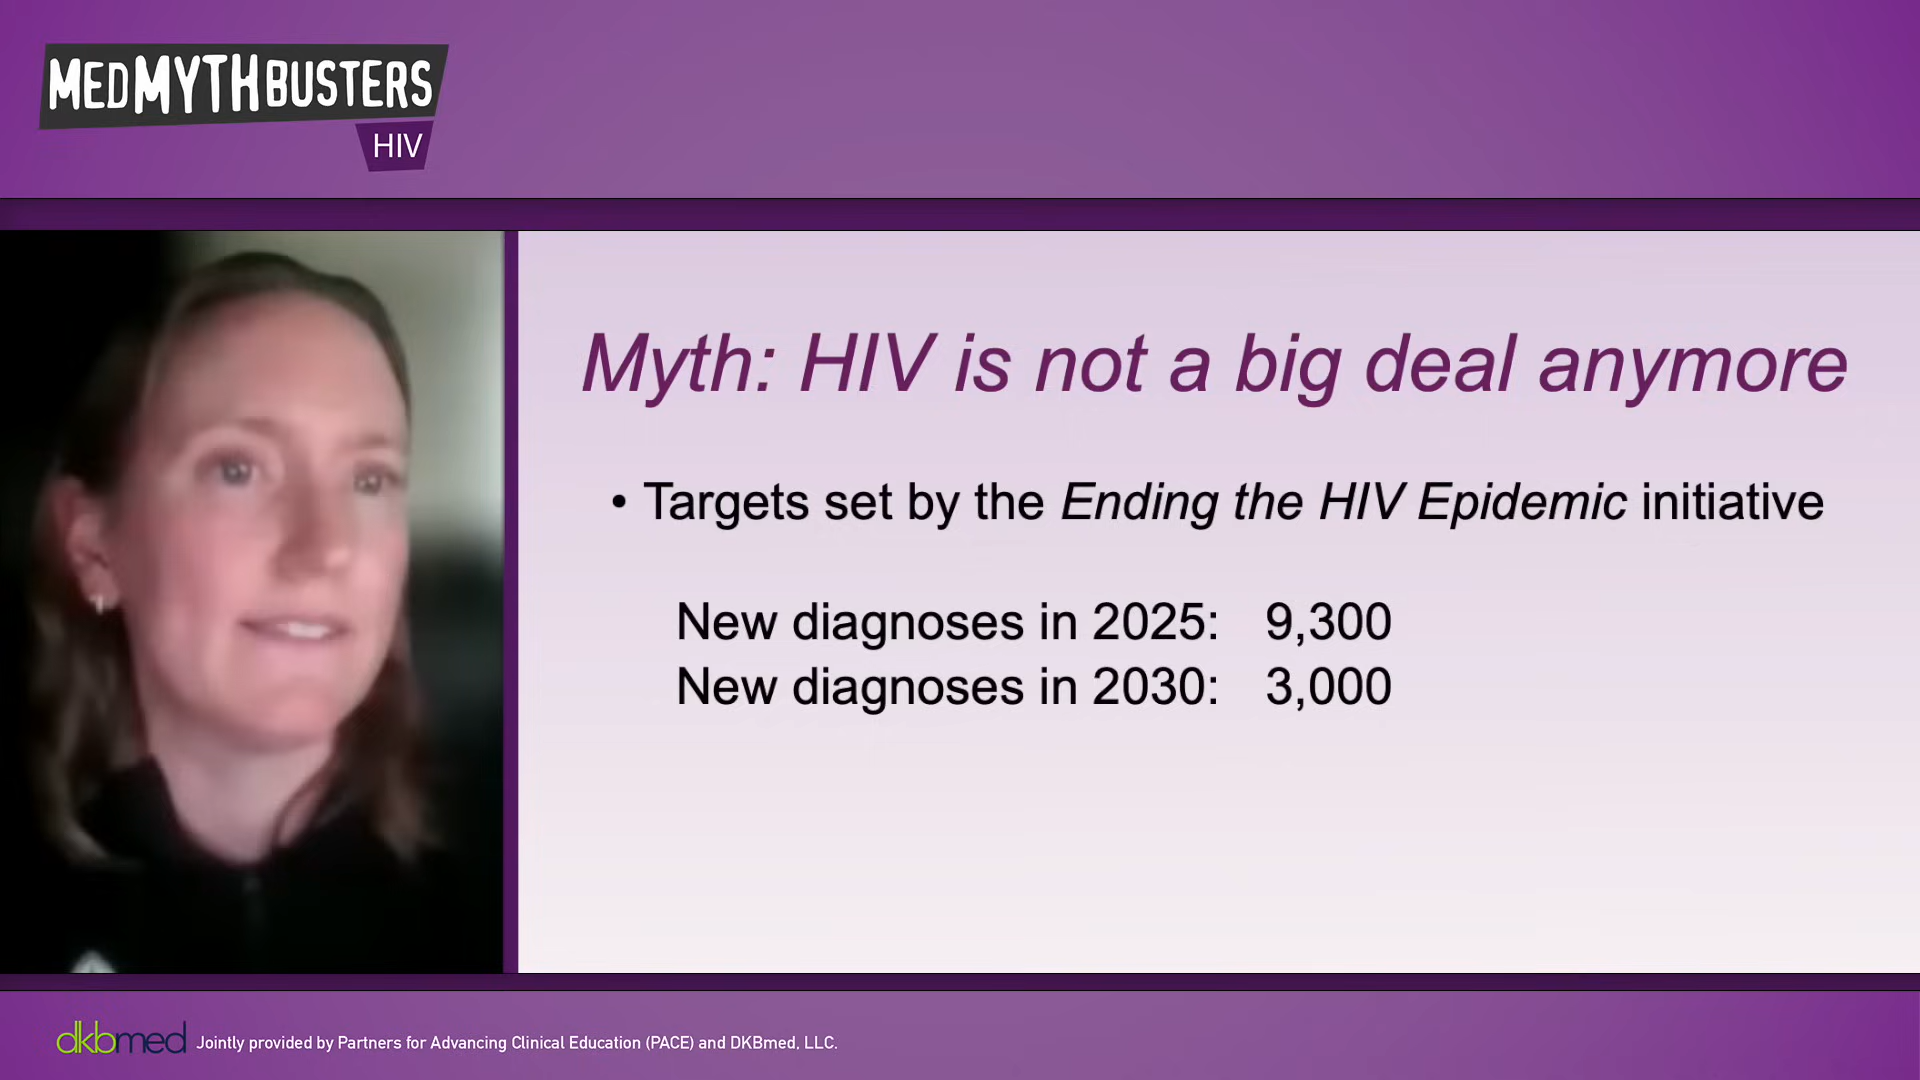 MEDMYTHBUSTERS
HIV
Myth: HIV is not a big deal anymore
• Targets set by the Ending the HIV Epidemic initiative
New diagnoses in 2025: 9,300
New diagnoses in 2030: 3,000
dkbmed Jointly provided by Partners for Advancing Clinical Education (PACE) and DKBmed, LLC.